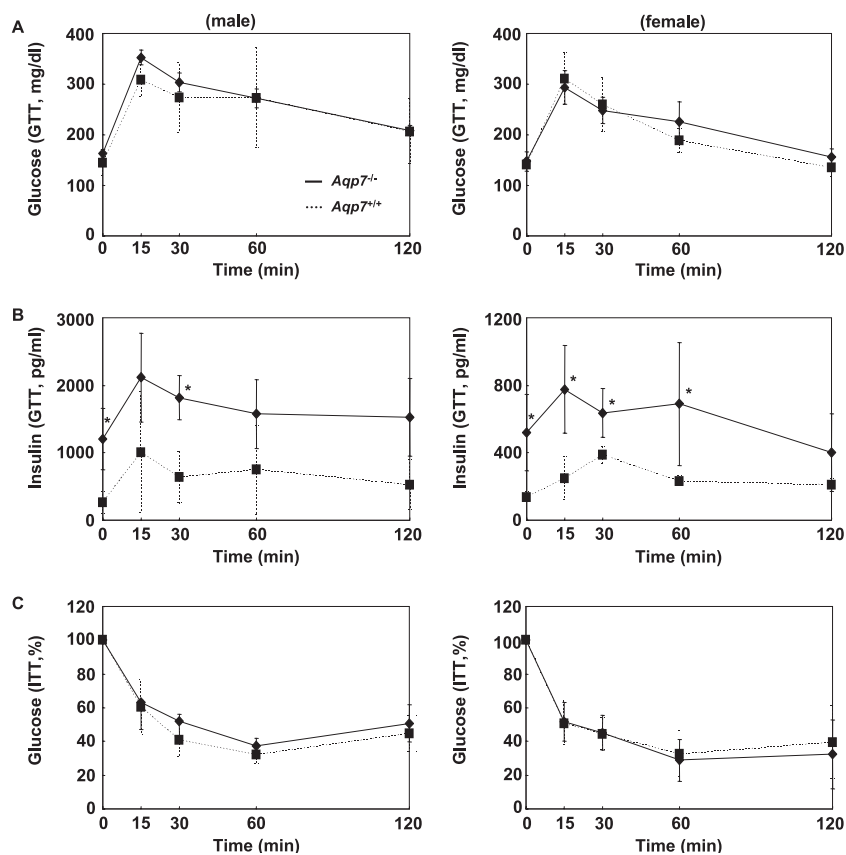 A
(male)
(female)
Glucose (GTT, mg/dl)
400
300
200
100
0
Aqp7-/-
Aqp7+/+
0 15 30 60 120
Time (min)
Glucose (GTT, mg/dl)
400
300
200
100
0
0 15 30 60 120
Time (min)
B
Insulin (GTT, pg/ml)
3000
2000
1000
0
*
*
0 15 30 60 120
Time (min)
Insulin (GTT, pg/ml)
1200
800
400
0
*
*
*
*
0 15 30 60 120
Time (min)
C
Glucose (ITT,%)
120
100
80
60
40
20
0
0 15 30 60 120
Time (min)
Glucose (ITT,%)
120
100
80
60
40
20
0
0 15 30 60 120
Time (min)